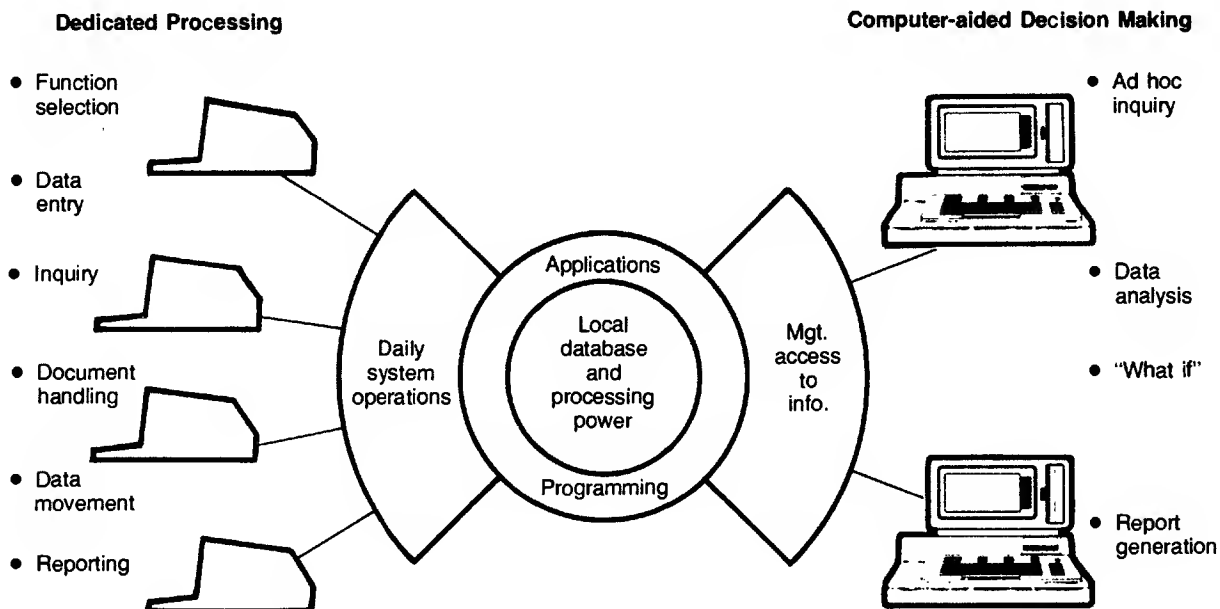 Dedicated Processing
Computer-aided Decision Making
• Function
selection
• Data
entry
• Inquiry
• Document
handling
• Data
movement
• Reporting
Daily
system
operations
Applications
Local
database
and
processing
power
Programming
Mgt.
access
to
info.
• Ad hoc
inquiry
• Data
analysis
• “What if”
• Report
generation